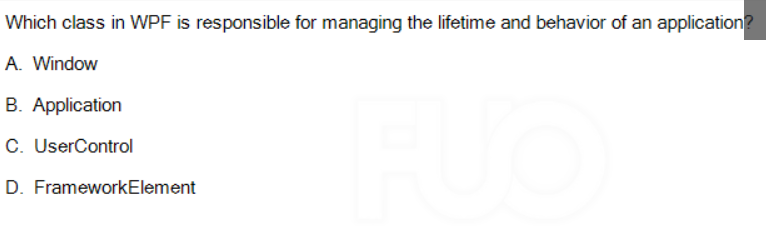 Which class in WPF is responsible for managing the lifetime and behavior of an application?
A. Window
B. Application
C. UserControl
D. FrameworkElement
FUO